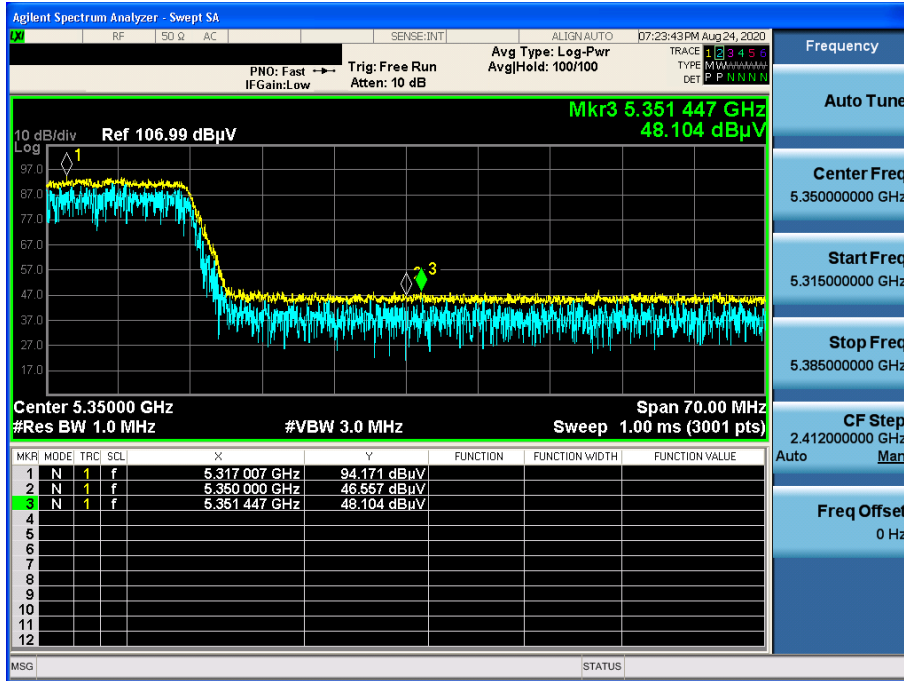 Agilent Spectrum Analyzer - Swept SA
LXI RF 50 Ω AC SENSE:INT ALIGN AUTO 07:23:43 PM Aug 24, 2020
PNO: Fast Trig: Free Run Avg Type: Log-Pwr TRACE 1 2 3 4 5 6
IFGain:Low Atten: 10 dB Avg|Hold: 100/100 TYPE M W W W W W
DET P P N N N N
Frequency
Mkr3 5.351 447 GHz
48.104 dBµV
10 dB/div Ref 106.99 dBµV
Log
97.0
87.0
77.0
67.0
57.0
47.0
37.0
27.0
17.0
1
3
Center 5.35000 GHz Span 70.00 MHz
#Res BW 1.0 MHz #VBW 3.0 MHz Sweep 1.00 ms (3001 pts)
MKR MODE TRC SCL X Y FUNCTION FUNCTION WIDTH FUNCTION VALUE
1 N 1 f 5.317 007 GHz 94.171 dBµV
2 N 1 f 5.350 000 GHz 46.557 dBµV
3 N 1 f 5.351 447 GHz 48.104 dBµV
4
5
6
7
8
9
10
11
12
Auto Tune
Center Freq
5.350000000 GHz
Start Freq
5.315000000 GHz
Stop Freq
5.385000000 GHz
CF Step
2.412000000 GHz
Auto Man
Freq Offset
0 Hz
MSG STATUS